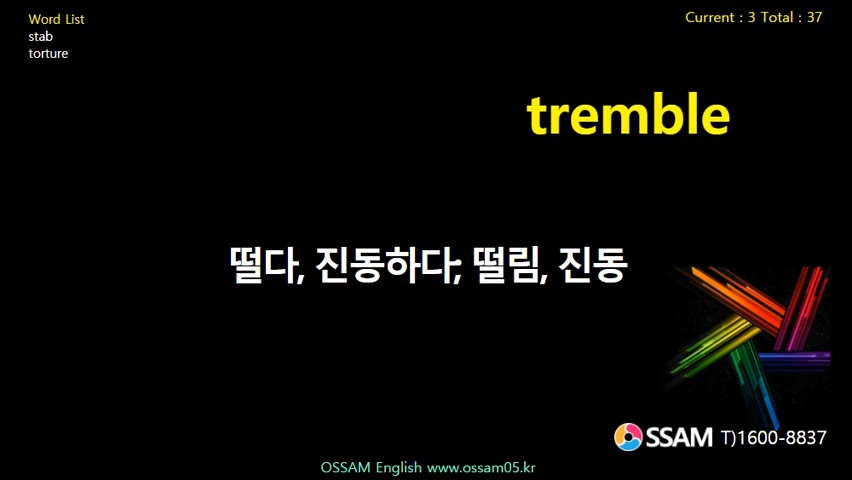 Word List
stab
torture
Current : 3 Total : 37
tremble
떨다, 진동하다; 떨림, 진동
OSSAM T)1600-8837
OSSAM English www.ossam05.kr